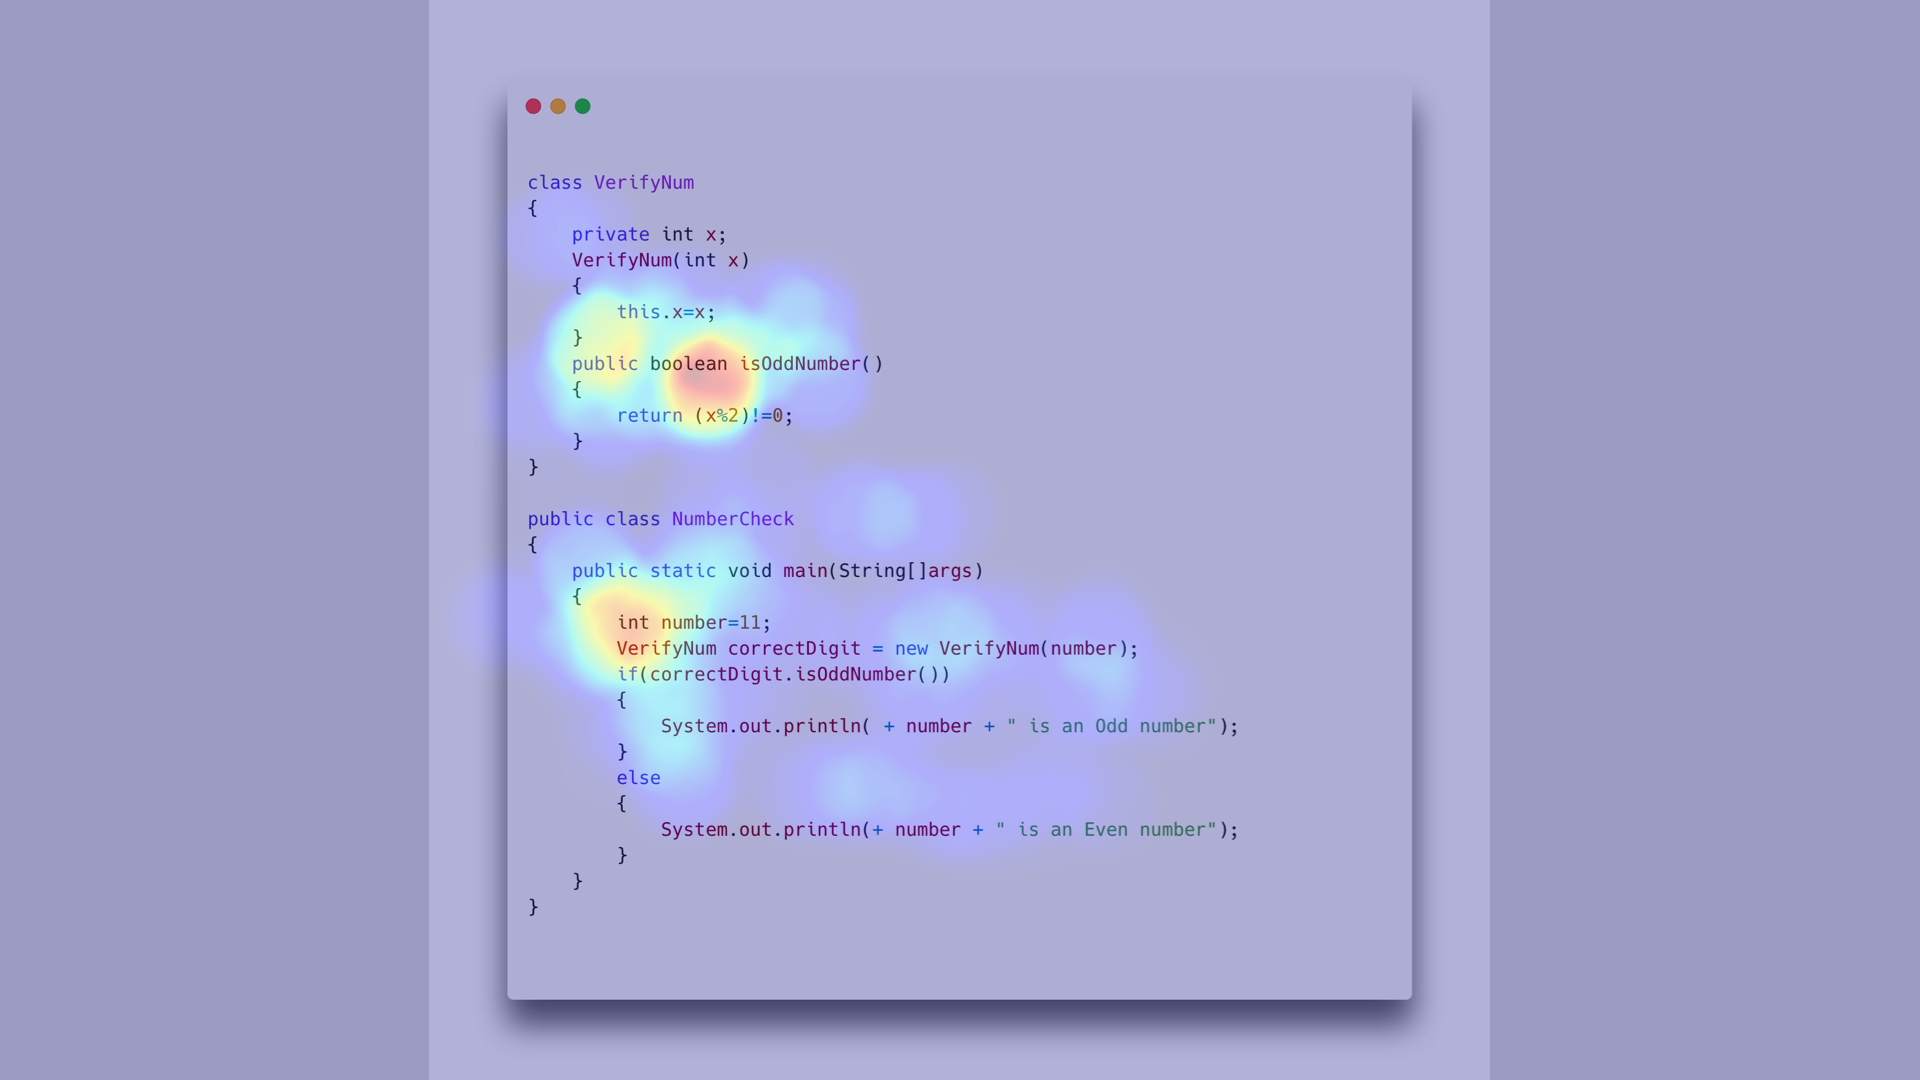 class VerifyNum
{
    private int x;
    VerifyNum(int x)
    {
        this.x=x;
    }
    public boolean isOddNumber()
    {
        return (x%2)!=0;
    }
}

public class NumberCheck
{
    public static void main(String[]args)
    {
        int number=11;
        VerifyNum correctDigit = new VerifyNum(number);
        if(correctDigit.isOddNumber())
        {
            System.out.println( + number + " is an Odd number");
        }
        else
        {
            System.out.println(+ number + " is an Even number");
        }
    }
}